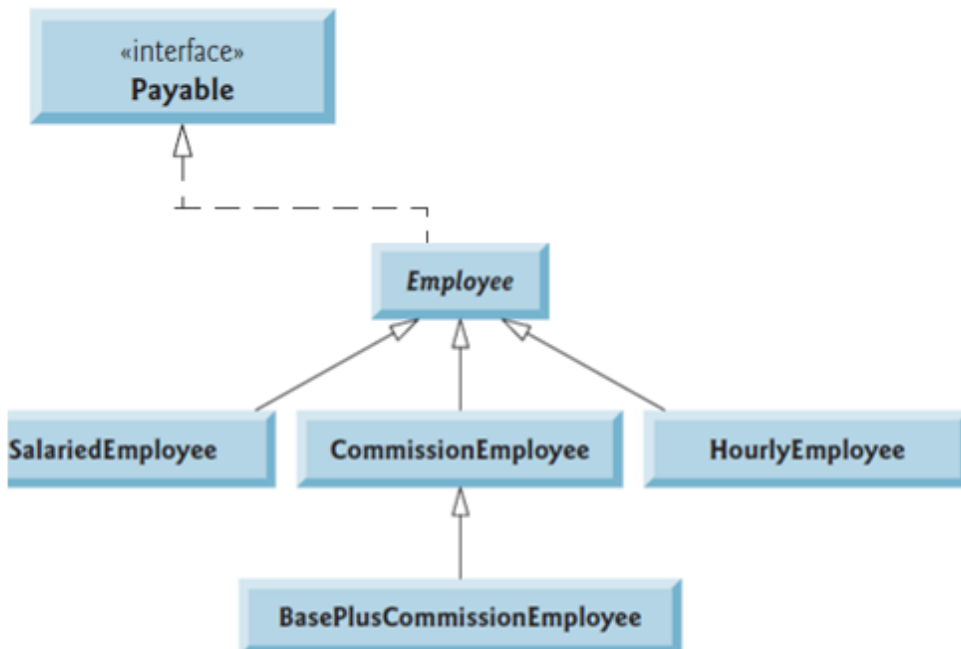 «interface»
Payable
Employee
SalariedEmployee
CommissionEmployee
HourlyEmployee
BasePlusCommissionEmployee